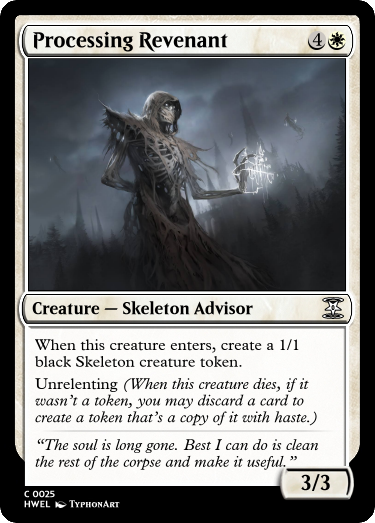 Processing Revenant 4
Creature — Skeleton Advisor
When this creature enters, create a 1/1
black Skeleton creature token.
Unrelenting (When this creature dies, if it
wasn't a token, you may discard a card to
create a token that's a copy of it with haste.)
"The soul is long gone. Best I can do is clean
the rest of the corpse and make it useful."
3/3
C 0025
HWEL TyphonArt